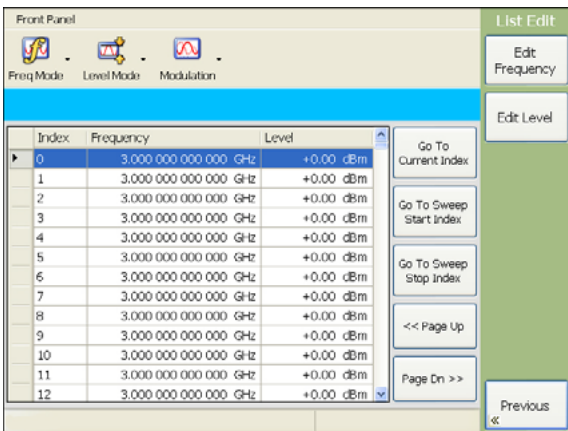 Front Panel
List Edit
Freq Mode
Level Mode
Modulation
Edit
Frequency
Edit Level
Index Frequency Level
0 3.000 000 000 000 GHz +0.00 dBm
1 3.000 000 000 000 GHz +0.00 dBm
2 3.000 000 000 000 GHz +0.00 dBm
3 3.000 000 000 000 GHz +0.00 dBm
4 3.000 000 000 000 GHz +0.00 dBm
5 3.000 000 000 000 GHz +0.00 dBm
6 3.000 000 000 000 GHz +0.00 dBm
7 3.000 000 000 000 GHz +0.00 dBm
8 3.000 000 000 000 GHz +0.00 dBm
9 3.000 000 000 000 GHz +0.00 dBm
10 3.000 000 000 000 GHz +0.00 dBm
11 3.000 000 000 000 GHz +0.00 dBm
12 3.000 000 000 000 GHz +0.00 dBm
Go To
Current Index
Go To Sweep
Start Index
Go To Sweep
Stop Index
<< Page Up
Page Dn >>
Previous
«